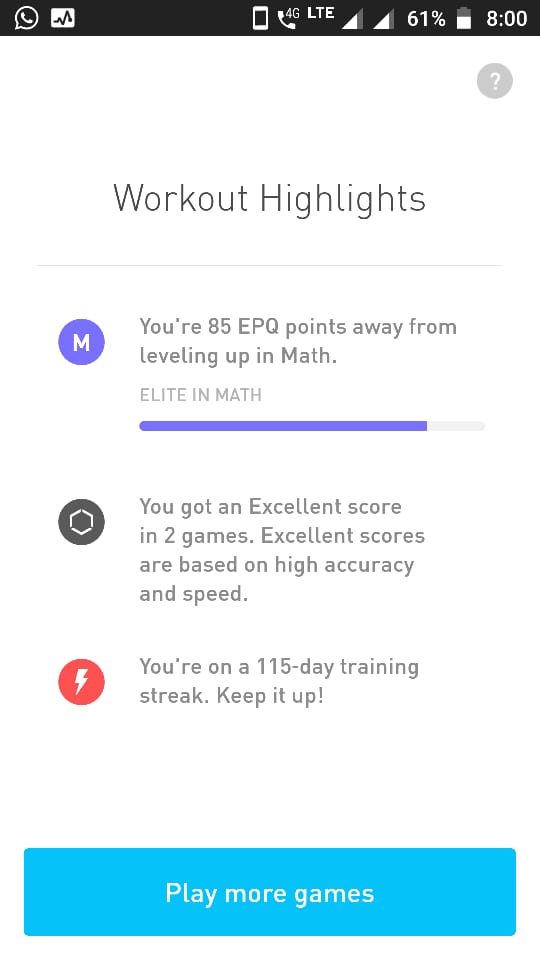 4G LTE 61% 8:00
?
Workout Highlights
M
You're 85 EPQ points away from
leveling up in Math.
ELITE IN MATH
You got an Excellent score
in 2 games. Excellent scores
are based on high accuracy
and speed.
You're on a 115-day training
streak. Keep it up!
Play more games